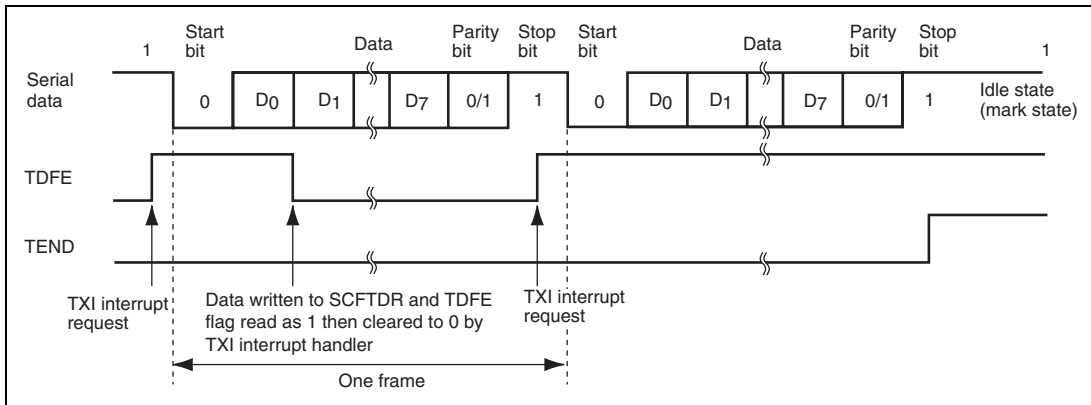 1 Start bit Data Parity bit Stop bit Start bit Data Parity bit Stop bit 1
Serial data 0 D0 D1 D7 0/1 1 0 D0 D1 D7 0/1 1 Idle state (mark state)
TDFE
TEND
TXI interrupt request
Data written to SCFTDR and TDFE
flag read as 1 then cleared to 0 by
TXI interrupt handler
TXI interrupt request
One frame